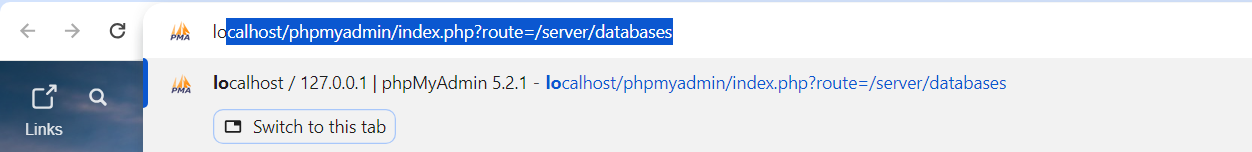 PMA localhost/phpmyadmin/index.php?route=/server/databases
PMA localhost / 127.0.0.1 | phpMyAdmin 5.2.1 - localhost/phpmyadmin/index.php?route=/server/databases
Switch to this tab
Links